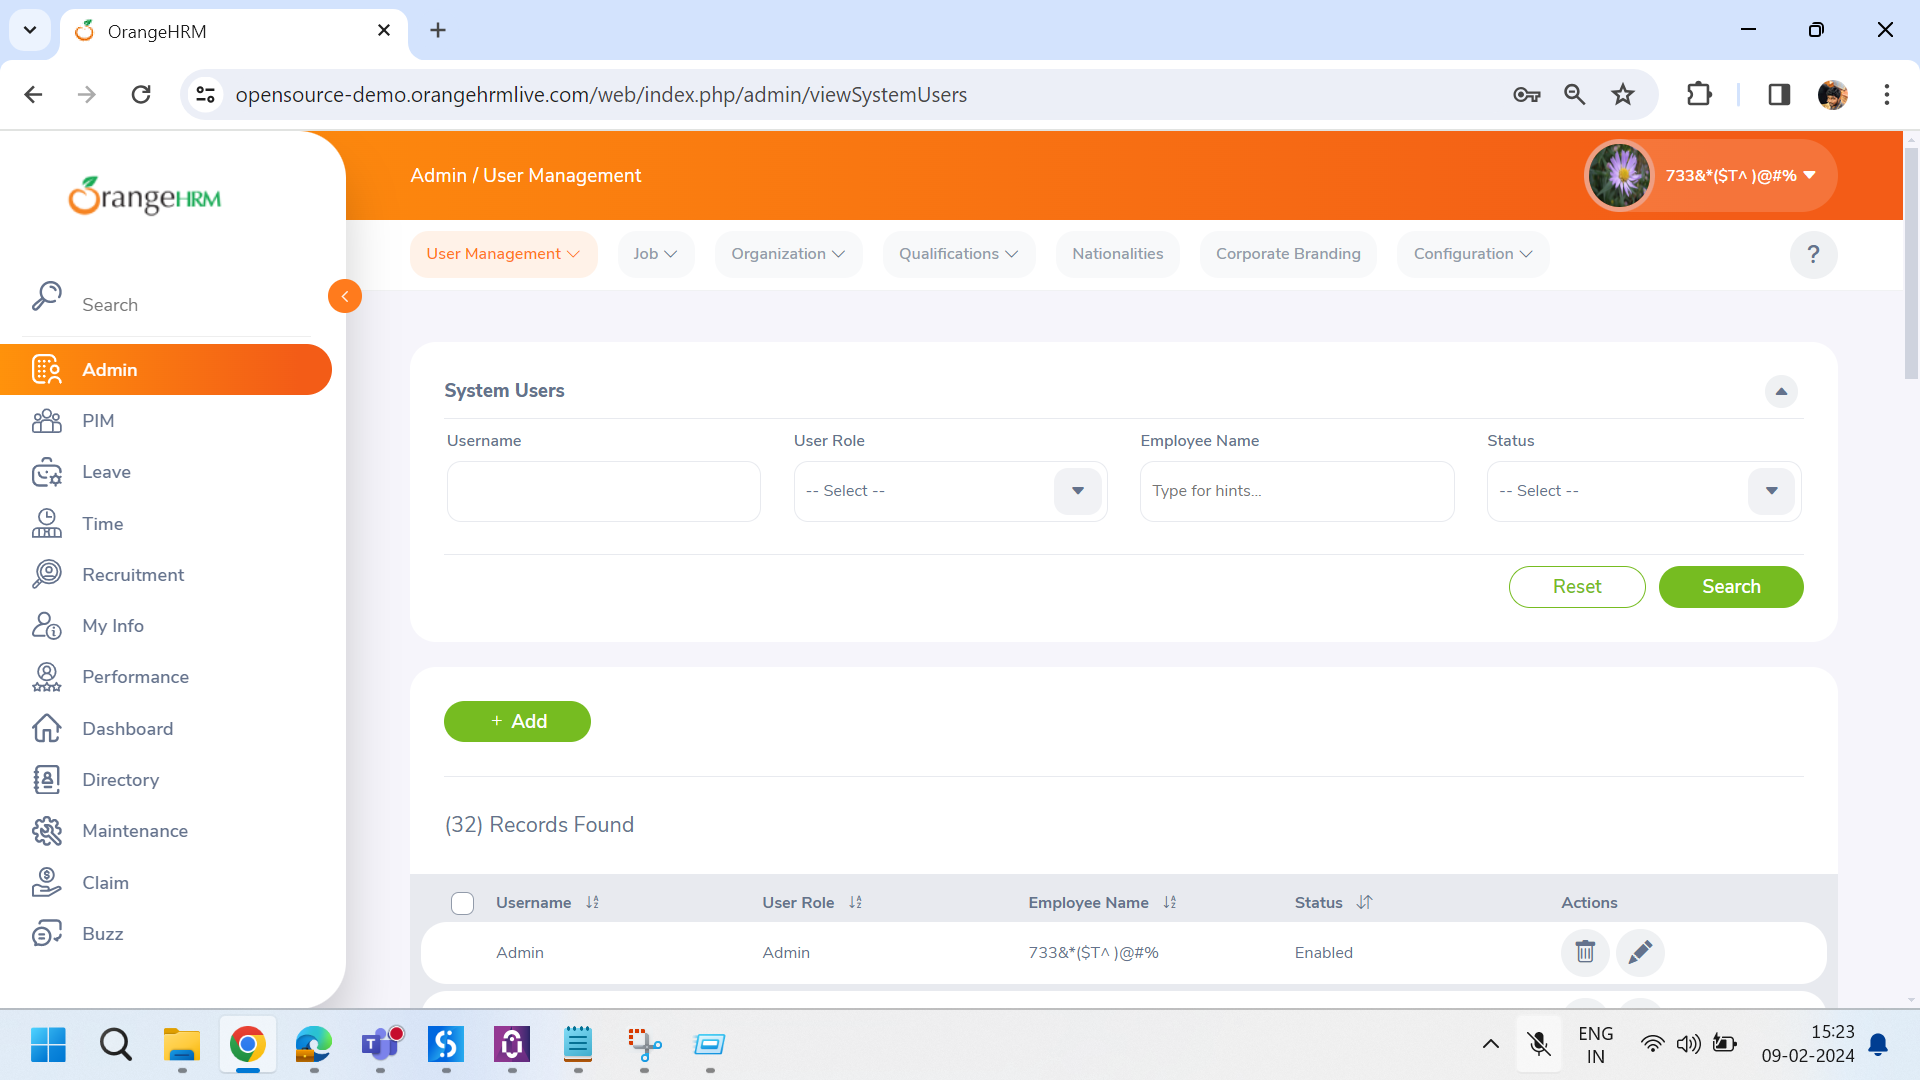 OrangeHRM
opensource-demo.orangehrmlive.com/web/index.php/admin/viewSystemUsers
OrangeHRM
Admin / User Management
733&*($T^ )@#%
User Management
Job
Organization
Qualifications
Nationalities
Corporate Branding
Configuration
?
Search
Admin
PIM
Leave
Time
Recruitment
My Info
Performance
Dashboard
Directory
Maintenance
Claim
Buzz
System Users
Username
User Role
Employee Name
Status
-- Select --
Type for hints...
-- Select --
Reset
Search
+ Add
(32) Records Found
Username
User Role
Employee Name
Status
Actions
Admin
Admin
733&*($T^ )@#%
Enabled
ENG
IN
15:23
09-02-2024